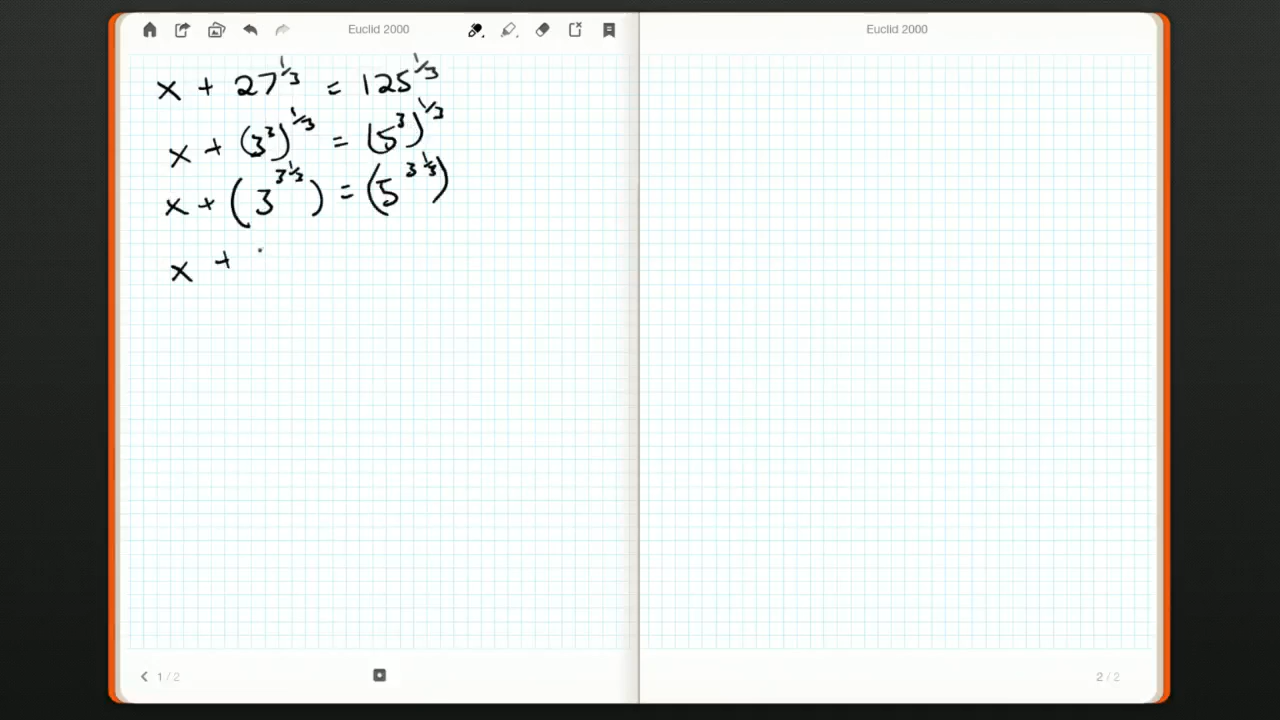 Euclid 2000
x + 27^1/3 = 125^1/3
x + (3^3)^1/3 = (5^3)^1/3
x + (3^3 1/3) = (5^3 1/3)
x +
1 / 2
Euclid 2000
2 / 2